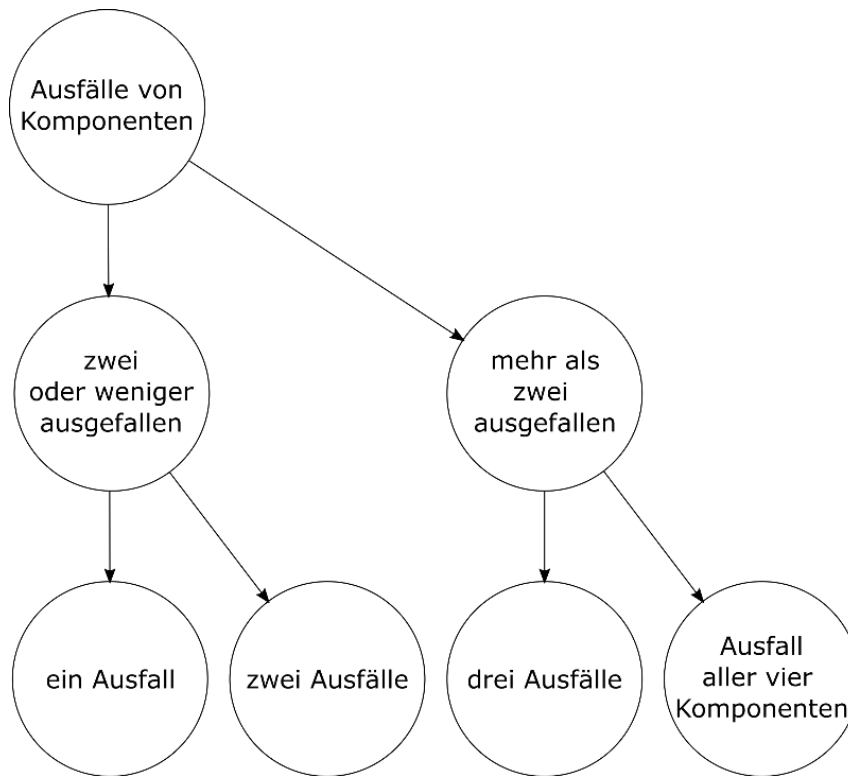 Ausfälle von
Komponenten
zwei
oder weniger
ausgefallen
mehr als
zwei
ausgefallen
ein Ausfall
zwei Ausfälle
drei Ausfälle
Ausfall
aller vier
Komponenten